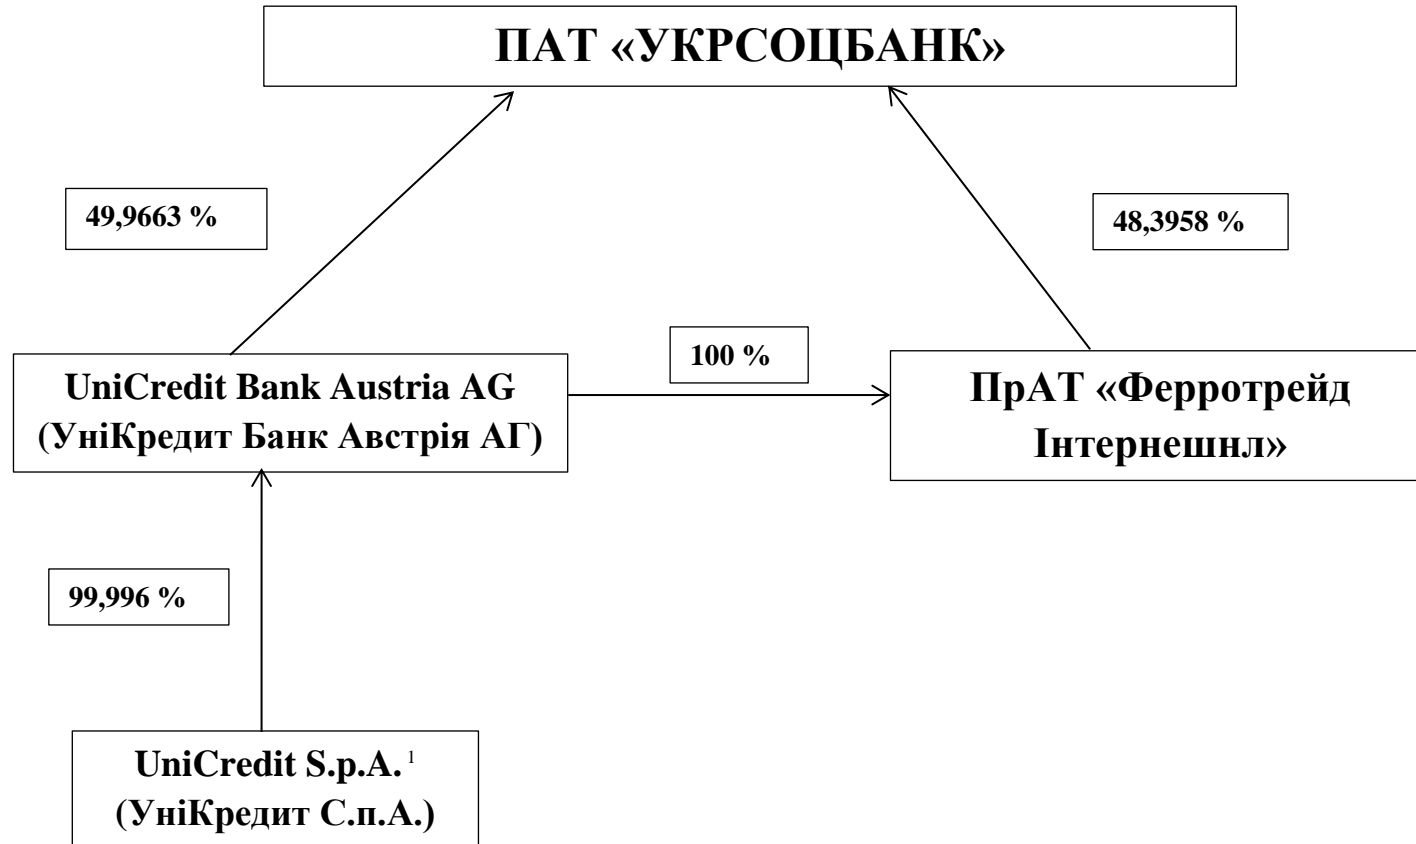 ПАТ «УКРСОЦБАНК»
49,9663 %
48,3958 %
100 %
UniCredit Bank Austria AG
(УніКредит Банк Австрія АГ)
ПрАТ «Ферротрейд
Інтернешнл»
99,996 %
UniCredit S.p.A. 1
(УніКредит С.п.А.)